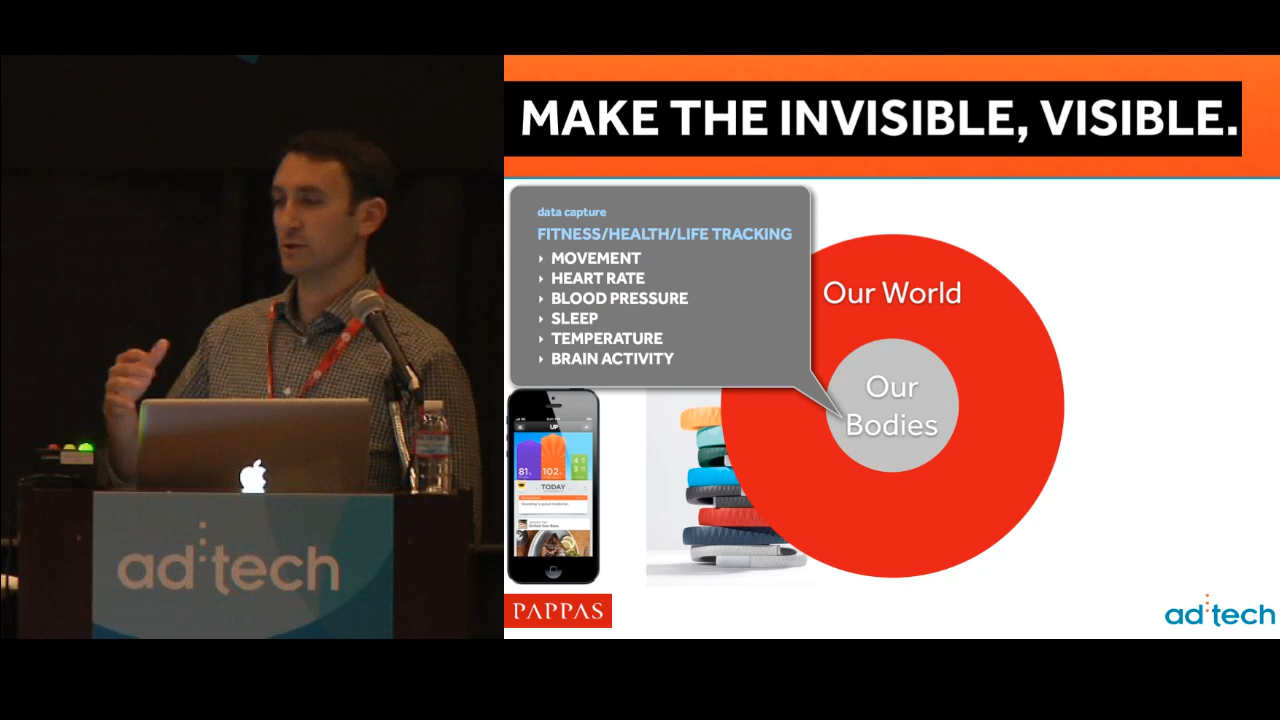 MAKE THE INVISIBLE, VISIBLE.
data capture
FITNESS/HEALTH/LIFE TRACKING
MOVEMENT
HEART RATE
BLOOD PRESSURE
SLEEP
TEMPERATURE
BRAIN ACTIVITY
Our World
Our
Bodies
UP
81%
102%
TODAY
PAPPAS
ad:tech
ad:tech